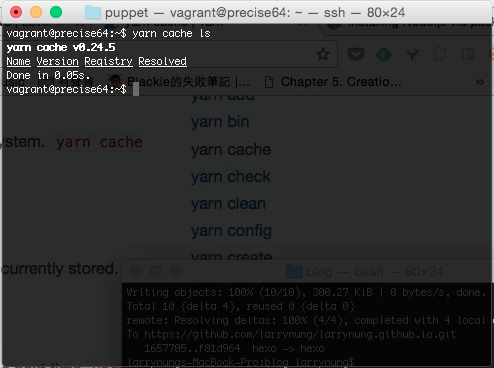 puppet — vagrant@precise64: ~ — ssh — 80×24
vagrant@precise64:~$ yarn cache ls
yarn cache v0.24.5
Name Version Registry Resolved
Done in 0.05s.
vagrant@precise64:~$
Blackie的失敗筆記 |…
Chapter 5. Creatio…
yarn add
yarn bin
ystem. yarn cache
yarn cache
yarn check
yarn clean
yarn config
yarn create
currently stored.
blog — bash — 80×24
Writing objects: 100% (10/10), 300.27 KiB | 0 bytes/s, done.
Total 10 (delta 4), reused 0 (delta 0)
remote: Resolving deltas: 100% (4/4), completed with 4 local
To https://github.com/larrynung/larrynung.github.io.git
1657705..f81d964 hexo -> hexo
larrynungs-MacBook-Pro:blog larrynung$